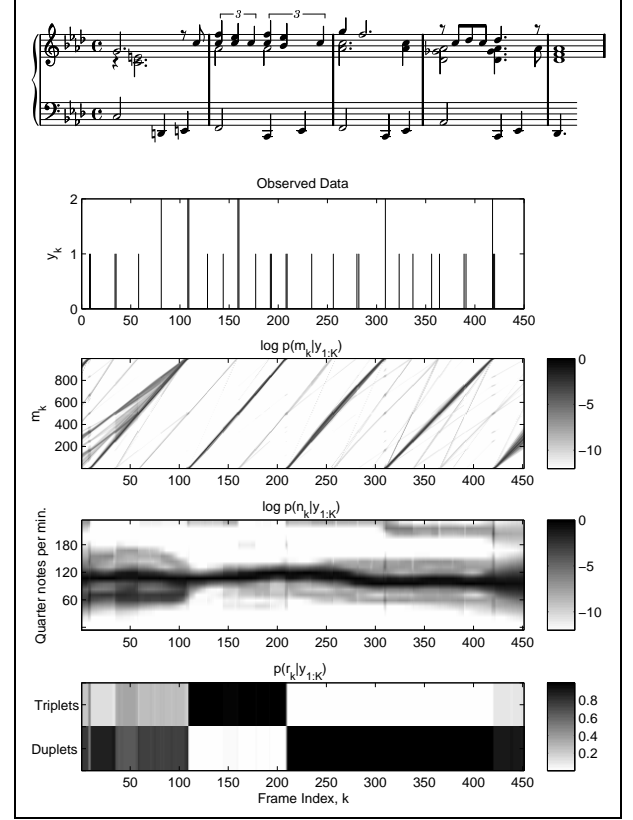 3 3
Observed Data
2
1
0
y_k
0 50 100 150 200 250 300 350 400 450
log p(m_k|y_1:K)
800
600
400
200
m_k
50 100 150 200 250 300 350 400 450
0
−5
−10
log p(n_k|y_1:K)
180
120
60
Quarter notes per min.
50 100 150 200 250 300 350 400 450
0
−5
−10
p(r_k|y_1:K)
Triplets
Duplets
50 100 150 200 250 300 350 400 450
Frame Index, k
0.8
0.6
0.4
0.2